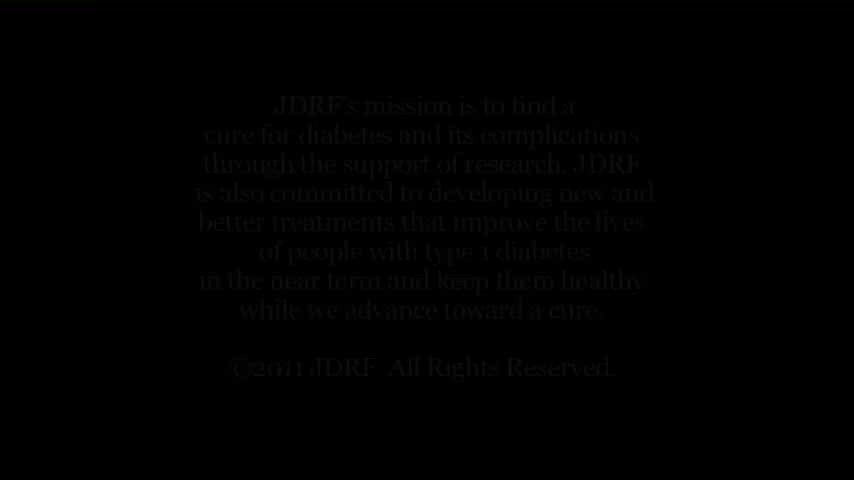 JDRF's mission is to find a
cure for diabetes and its complications
through the support of research. JDRF
is also committed to developing new and
better treatments that improve the lives
of people with type 1 diabetes
in the near term and keep them healthy
while we advance toward a cure.
©2011 JDRF  All Rights Reserved.